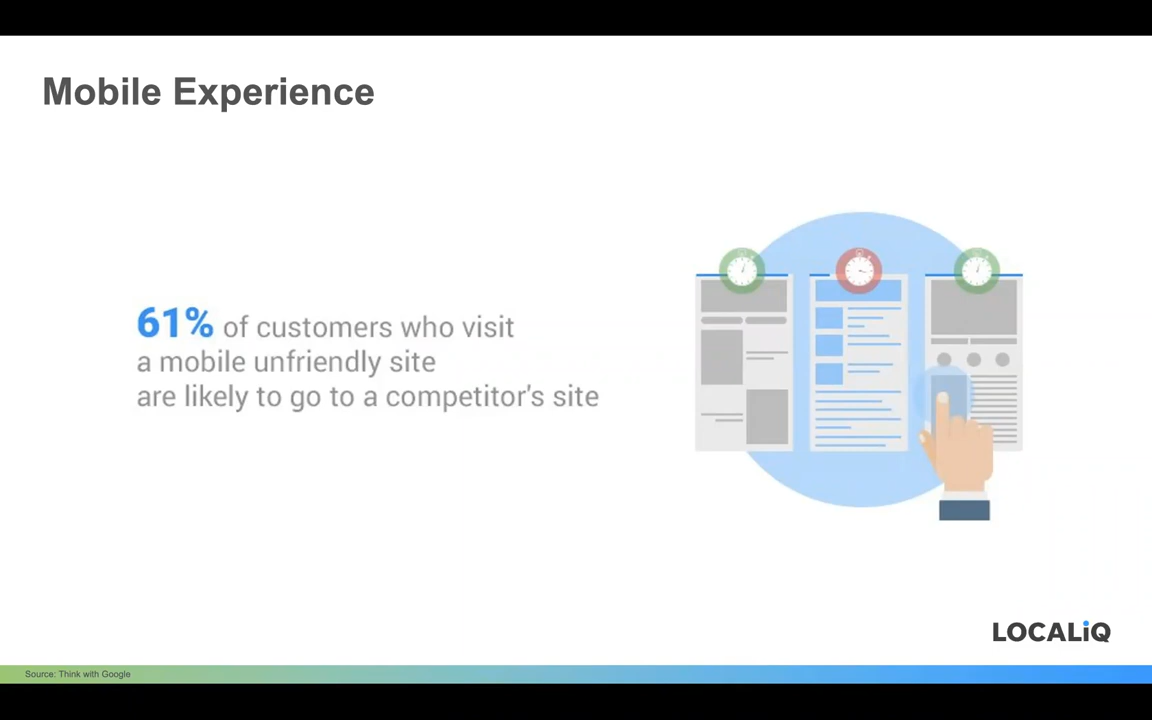 Mobile Experience
61% of customers who visit
a mobile unfriendly site
are likely to go to a competitor's site
LOCALiQ
Source: Think with Google